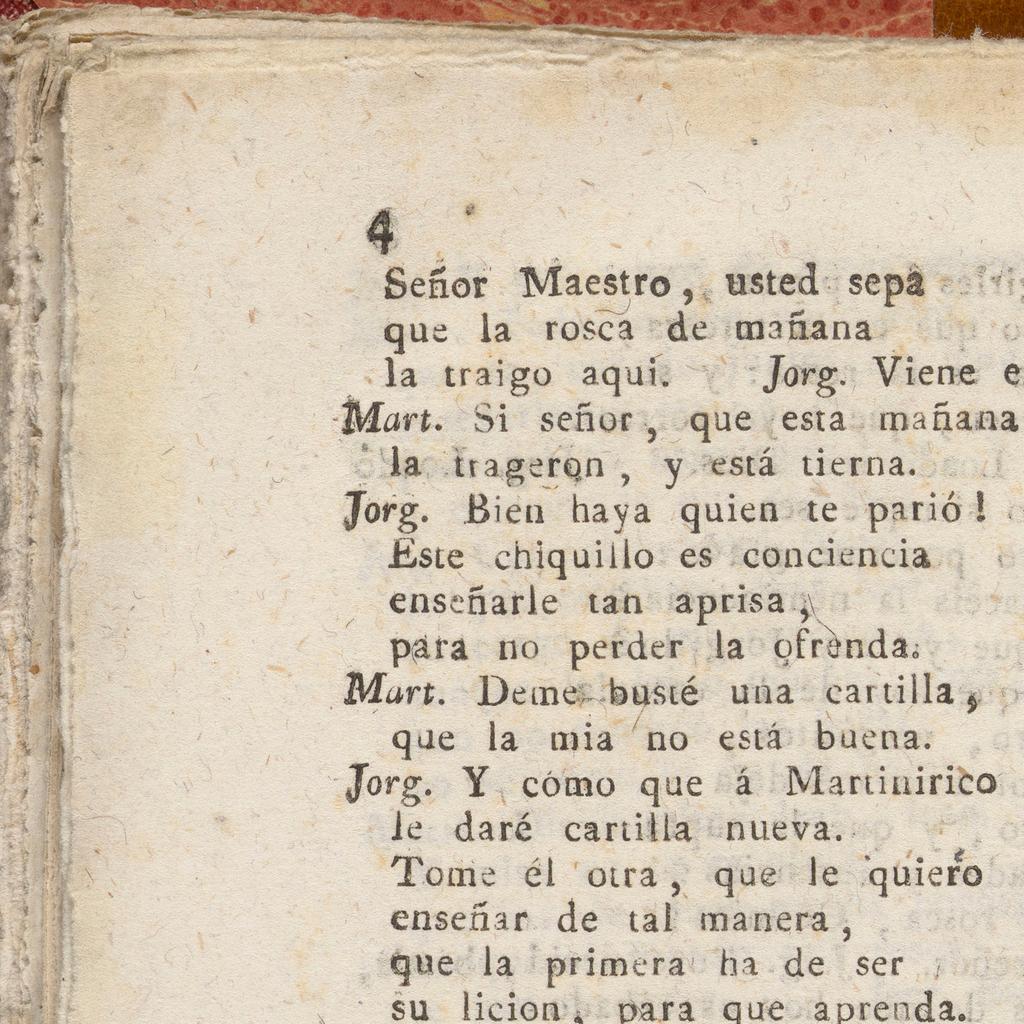 4
Señor Maestro, usted sepa
que la rosca de mañana
la traigo aqui. Jorg. Viene
Mart. Si señor, que esta mañana
la trageron, y está tierna.
Jorg. Bien haya quien te parió!
Este chiquillo es conciencia
enseñarle tan aprisa,
para no perder la ofrenda.
Mart. Deme busté una cartilla,
que la mia no está buena.
Jorg. Y cómo que á Martinirico
le daré cartilla nueva.
Tome él otra, que le quiero
enseñar de tal manera,
que la primera ha de ser
su licion, para que aprenda.